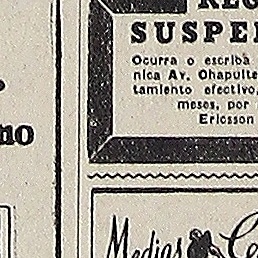 no
SUSPE
Ocurra o escriba
nica Av. Chapulte
tamiento efectivo,
meses, por
Ericsson
Medias